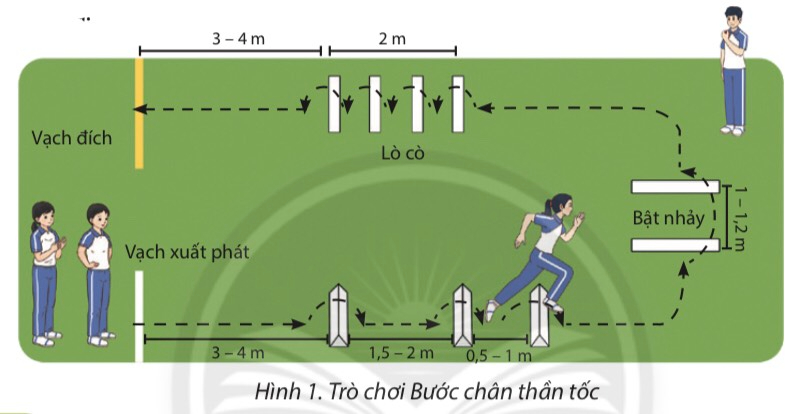 3 – 4 m
2 m
Vạch đích
Lò cò
Bật nhảy
1 – 1,2 m
Vạch xuất phát
3 – 4 m
1,5 – 2 m
0,5 – 1 m
Hình 1. Trò chơi Bước chân thần tốc